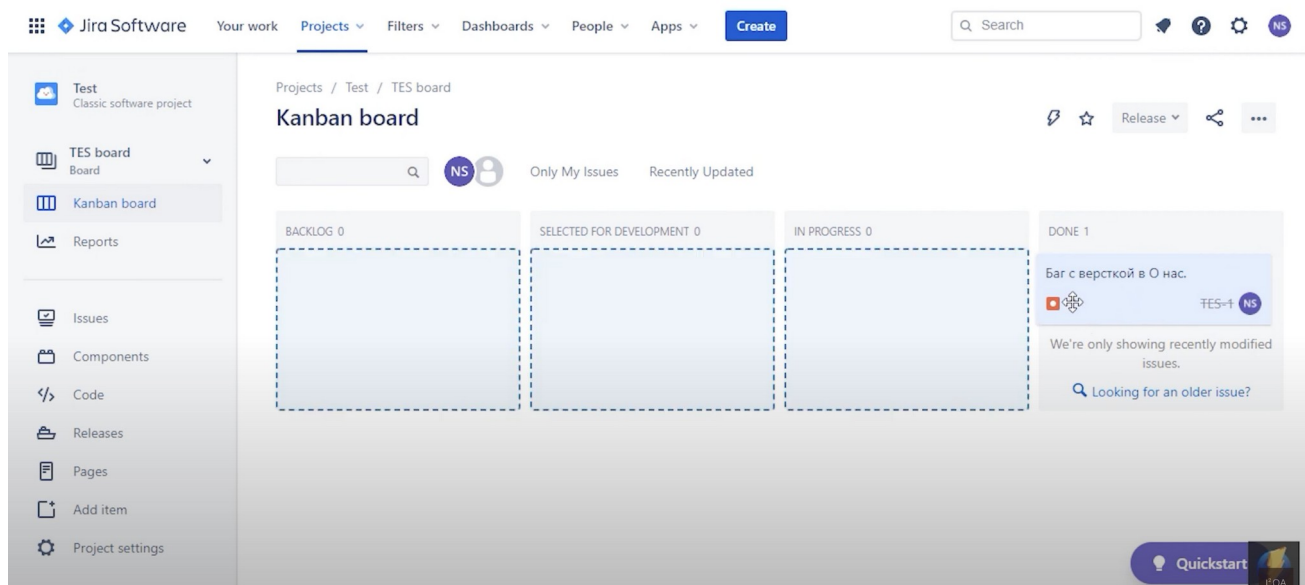 Jira Software
Your work
Projects
Filters
Dashboards
People
Apps
Create
Search
NS
Test
Classic software project
TES board
Board
Kanban board
Reports
Issues
Components
Code
Releases
Pages
Add item
Project settings
Projects / Test / TES board
Kanban board
Release
NS
Only My Issues
Recently Updated
BACKLOG 0
SELECTED FOR DEVELOPMENT 0
IN PROGRESS 0
DONE 1
Баг с версткой в О нас.
TES-1 NS
We're only showing recently modified
issues.
Looking for an older issue?
Quickstart